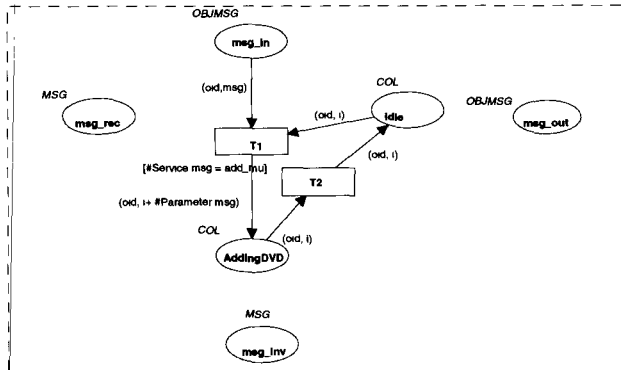 OBJMSG
msg_in
(oid,msg)
MSG
msg_rec
COL
idle
(oid, i)
OBJMSG
msg_out
T1
(oid, i)
[#Service msg = add_mu]
T2
(oid, i+ #Parameter msg)
COL
(oid, i)
AddingDVD
MSG
msg_inv